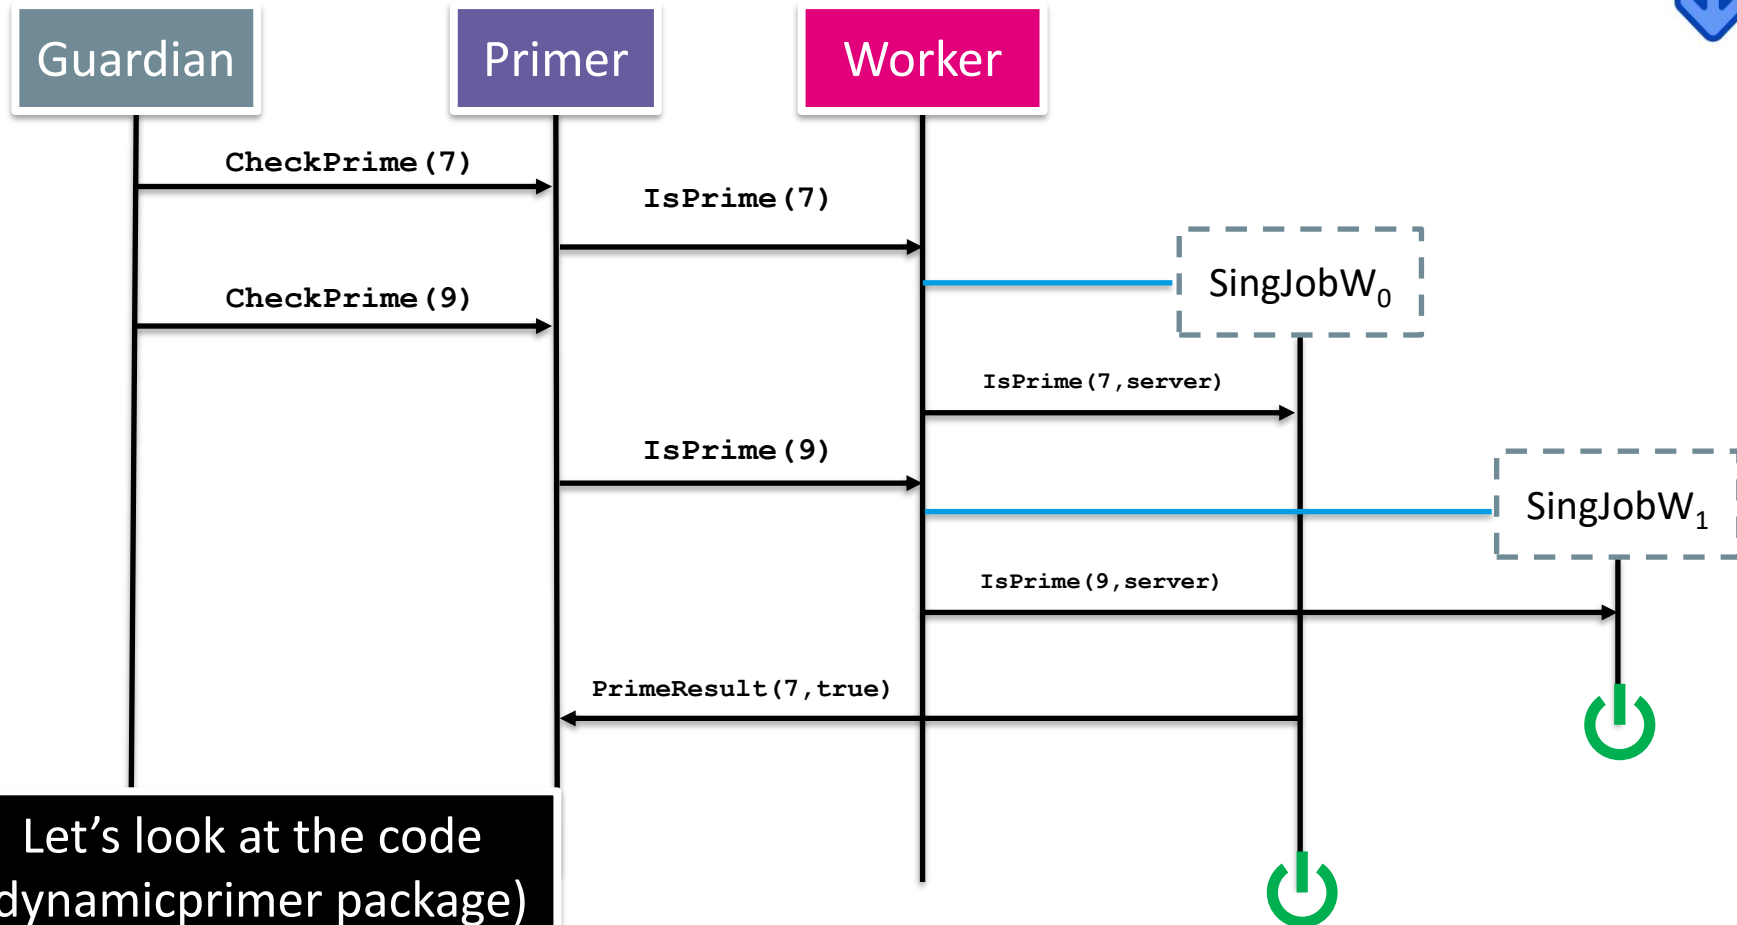 Guardian
Primer
Worker
CheckPrime(7)
IsPrime(7)
SingJobW0
CheckPrime(9)
IsPrime(7,server)
IsPrime(9)
SingJobW1
IsPrime(9,server)
PrimeResult(7,true)
Let’s look at the code
dynamicprimer package)